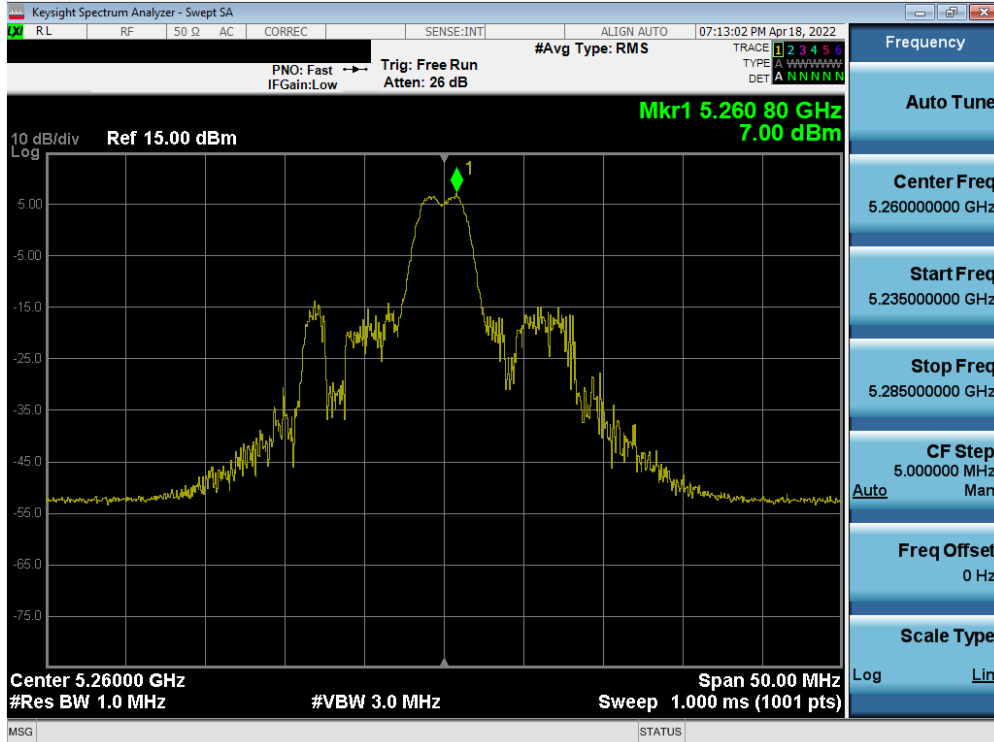 Keysight Spectrum Analyzer - Swept SA
LXI RL RF 50 Ω AC CORREC SENSE:INT ALIGN AUTO 07:13:02 PM Apr 18, 2022
#Avg Type: RMS TRACE 1 2 3 4 5 6
PNO: Fast Trig: Free Run TYPE A WWWWW
IFGain:Low Atten: 26 dB DET A N N N N N
Mkr1 5.260 80 GHz
7.00 dBm
10 dB/div Ref 15.00 dBm
Log
1
5.00
-5.00
-15.0
-25.0
-35.0
-45.0
-55.0
-65.0
-75.0
Center 5.26000 GHz Span 50.00 MHz
#Res BW 1.0 MHz #VBW 3.0 MHz Sweep 1.000 ms (1001 pts)
MSG STATUS
Frequency
Auto Tune
Center Freq
5.260000000 GHz
Start Freq
5.235000000 GHz
Stop Freq
5.285000000 GHz
CF Step
5.000000 MHz
Auto Man
Freq Offset
0 Hz
Scale Type
Log Lin